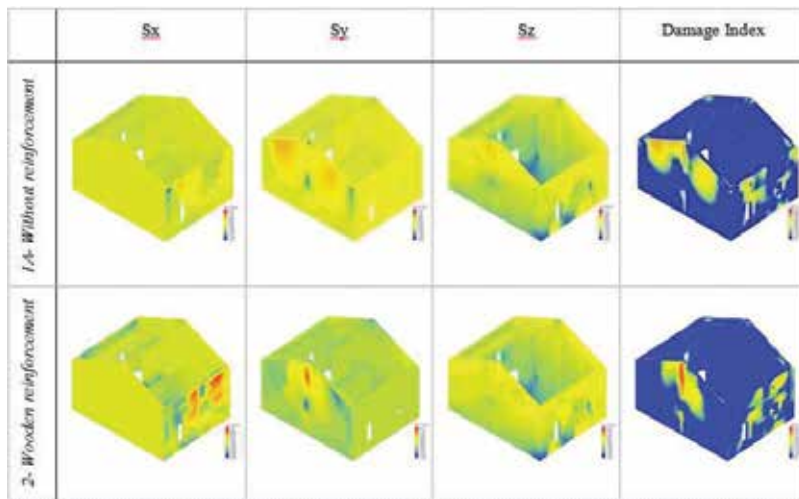 Sx
Sy
Sz
Damage Index
1A- Without reinforcement
2- Wooden reinforcement